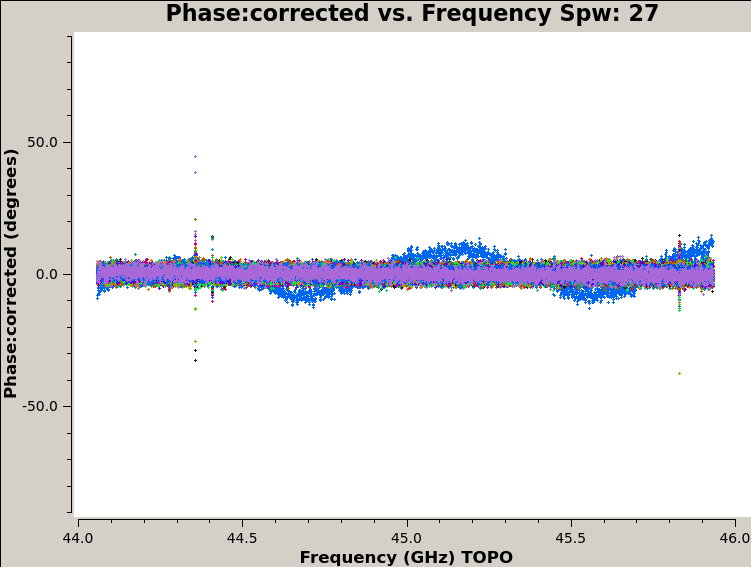 Phase:corrected vs. Frequency Spw: 27
Phase:corrected (degrees)
50.0
0.0
-50.0
44.0 44.5 45.0 45.5 46.0
Frequency (GHz) TOPO